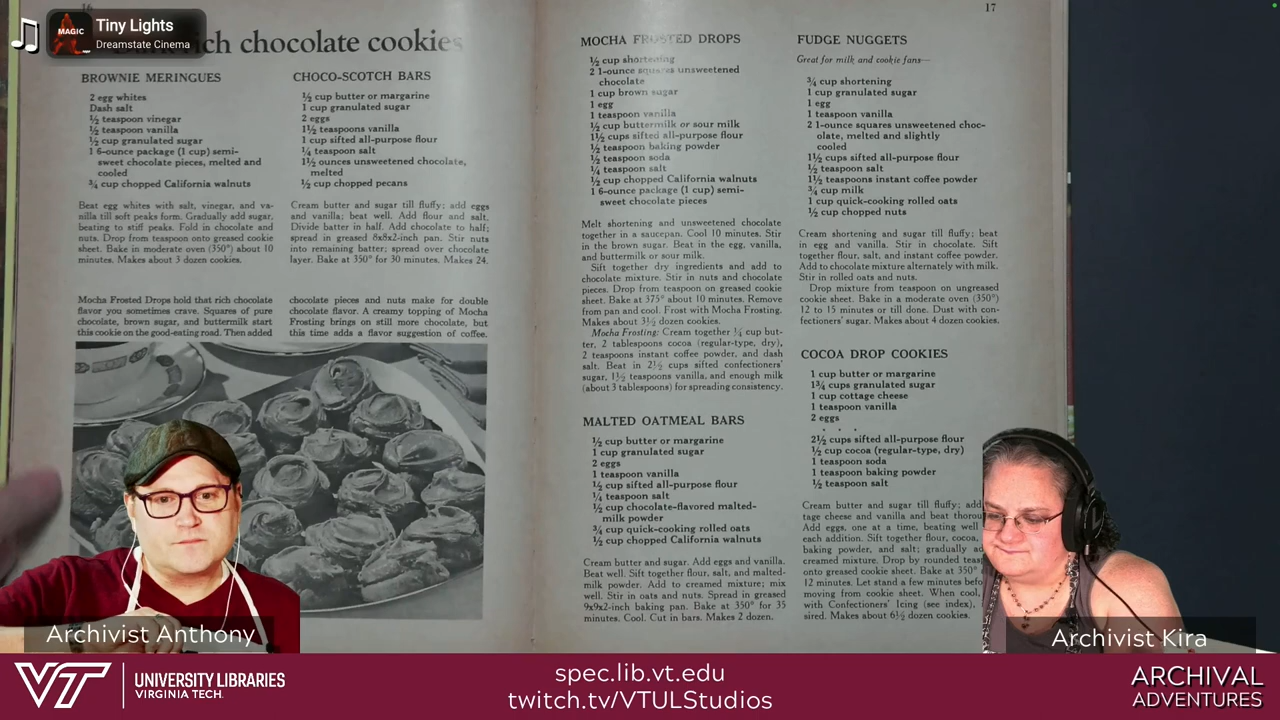 16
Tiny Lights
MAGIC
Dreamstate Cinema
rich chocolate cookies
BROWNIE MERINGUES
2 egg whites
Dash salt
½ teaspoon vinegar
½ teaspoon vanilla
½ cup granulated sugar
1 6-ounce package (1 cup) semi-
sweet chocolate pieces, melted and
cooled
¾ cup chopped California walnuts
Beat egg whites with salt, vinegar, and va-
nilla till soft peaks form. Gradually add sugar,
beating to stiff peaks. Fold in chocolate and
nuts. Drop from teaspoon onto greased cookie
sheet. Bake in moderate oven (350°) about 10
minutes. Makes about 3 dozen cookies.
CHOCO-SCOTCH BARS
½ cup butter or margarine
1 cup granulated sugar
2 eggs
1½ teaspoons vanilla
1 cup sifted all-purpose flour
¼ teaspoon salt
1½ ounces unsweetened chocolate,
melted
½ cup chopped pecans
Cream butter and sugar till fluffy; add eggs
and vanilla; beat well. Add flour and salt.
Divide batter in half. Add chocolate to half;
spread in greased 8x8x2-inch pan. Stir nuts
into remaining batter; spread over chocolate
layer. Bake at 350° for 30 minutes. Makes 24.
Mocha Frosted Drops hold that rich chocolate
flavor you sometimes crave. Squares of pure
chocolate, brown sugar, and buttermilk start
this cookie on the good-eating road. Then added
chocolate pieces and nuts make for double
chocolate flavor. A creamy topping of Mocha
Frosting brings on still more chocolate, but
this time adds a flavor suggestion of coffee.
17
MOCHA FROSTED DROPS
½ cup shortening
2 1-ounce squares unsweetened
chocolate
1 cup brown sugar
1 egg
1 teaspoon vanilla
½ cup buttermilk or sour milk
1½ cups sifted all-purpose flour
½ teaspoon baking powder
½ teaspoon soda
¼ teaspoon salt
½ cup chopped California walnuts
1 6-ounce package (1 cup) semi-
sweet chocolate pieces
Melt shortening and unsweetened chocolate
together in a saucepan. Cool 10 minutes. Stir
in the brown sugar. Beat in the egg, vanilla,
and buttermilk or sour milk.
Sift together dry ingredients and add to
chocolate mixture. Stir in nuts and chocolate
pieces. Drop from teaspoon on greased cookie
sheet. Bake at 375° about 10 minutes. Remove
from pan and cool. Frost with Mocha Frosting.
Makes about 3½ dozen cookies.
Mocha Frosting: Cream together ¼ cup but-
ter, 2 tablespoons cocoa (regular-type, dry),
2 teaspoons instant coffee powder, and dash
salt. Beat in 2½ cups sifted confectioners'
sugar, 1½ teaspoons vanilla, and enough milk
(about 3 tablespoons) for spreading consistency.
MALTED OATMEAL BARS
½ cup butter or margarine
1 cup granulated sugar
2 eggs
1 teaspoon vanilla
½ cup sifted all-purpose flour
¼ teaspoon salt
½ cup chocolate-flavored malted-
milk powder
¾ cup quick-cooking rolled oats
½ cup chopped California walnuts
Cream butter and sugar. Add eggs and vanilla.
Beat well. Sift together flour, salt, and malted-
milk powder. Add to creamed mixture; mix
well. Stir in oats and nuts. Spread in greased
9x9x2-inch baking pan. Bake at 350° for 35
minutes. Cool. Cut in bars. Makes 2 dozen.
FUDGE NUGGETS
Great for milk and cookie fans—
¾ cup shortening
1 cup granulated sugar
1 egg
1 teaspoon vanilla
2 1-ounce squares unsweetened choc-
olate, melted and slightly
cooled
1½ cups sifted all-purpose flour
½ teaspoon salt
1½ teaspoons instant coffee powder
¾ cup milk
1 cup quick-cooking rolled oats
½ cup chopped nuts
Cream shortening and sugar till fluffy; beat
in egg and vanilla. Stir in chocolate. Sift
together flour, salt, and instant coffee powder.
Add to chocolate mixture alternately with milk.
Stir in rolled oats and nuts.
Drop mixture from teaspoon on ungreased
cookie sheet. Bake in a moderate oven (350°)
12 to 15 minutes or till done. Dust with con-
fectioners' sugar. Makes about 4 dozen cookies.
COCOA DROP COOKIES
1 cup butter or margarine
1¾ cups granulated sugar
1 cup cottage cheese
1 teaspoon vanilla
2 eggs
. . .
2½ cups sifted all-purpose flour
½ cup cocoa (regular-type, dry)
1 teaspoon soda
1 teaspoon baking powder
½ teaspoon salt
Cream butter and sugar till fluffy; add
tage cheese and vanilla and beat
Add eggs, one at a time, beating well
each addition. Sift together flour, cocoa,
baking powder, and salt; gradually
creamed mixture. Drop by rounded
onto greased cookie sheet. Bake at 350°
12 minutes. Let stand a few minutes
moving from cookie sheet. When cool,
with Confectioners' Icing (see index),
sired. Makes about 6½ dozen cookies.
Archivist Anthony
Archivist Kira
VT
UNIVERSITY LIBRARIES
VIRGINIA TECH
spec.lib.vt.edu
twitch.tv/VTULStudios
ARCHIVAL
ADVENTURES